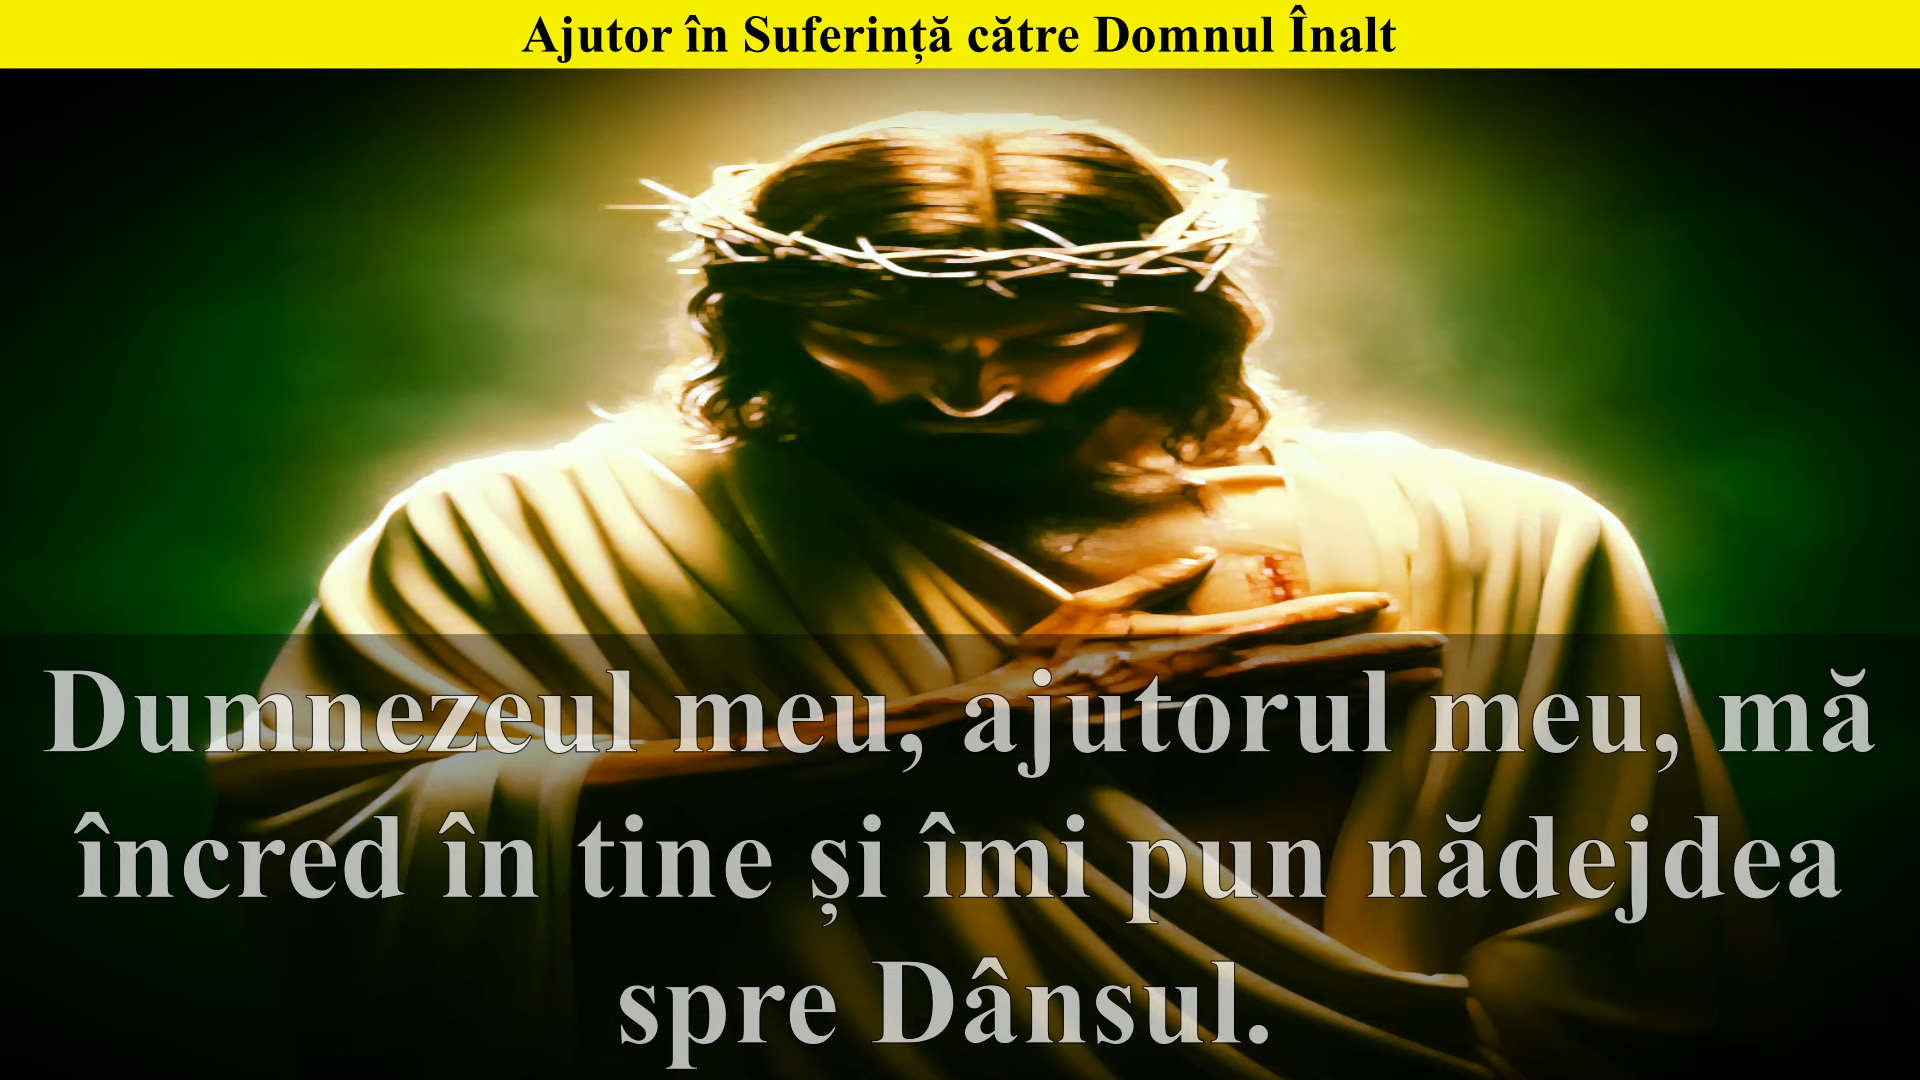 Ajutor în Suferință către Domnul Înalt
Dumnezeul meu, ajutorul meu, mă
încred în tine și îmi pun nădejdea
spre Dânsul.